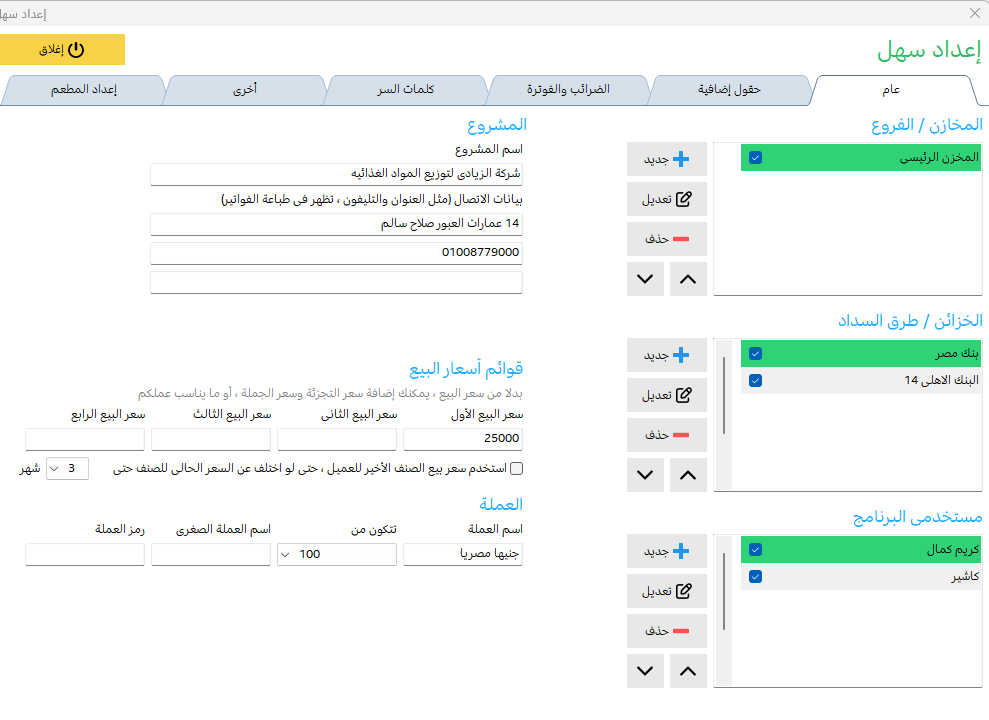 إعداد سهل
إغلاق
إعداد سهل
عام
حقول إضافية
الضرائب والفوترة
كلمات السر
أخرى
إعداد المطعم
المخازن / الفروع
المخزن الرئيسى
جديد
تعديل
حذف
الخزائن / طرق السداد
بنك مصر
البنك الاهلى 14
جديد
تعديل
حذف
مستخدمى البرنامج
كريم كمال
كاشير
جديد
تعديل
حذف
المشروع
اسم المشروع
شركة الزيادى لتوزيع المواد الغذائيه
بيانات الاتصال (مثل العنوان والتليفون ، تظهر فى طباعة الفواتير)
14 عمارات العبور صلاح سالم
01008779000
قوائم أسعار البيع
بدلا من سعر البيع ، يمكنك إضافة سعر التجزئة وسعر الجملة ، أو ما يناسب عملكم
سعر البيع الأول سعر البيع الثانى سعر البيع الثالث سعر البيع الرابع
25000
استخدم سعر بيع الصنف الأخير للعميل ، حتى لو اختلف عن السعر الحالى للصنف حتى 3 شهر
العملة
اسم العملة تتكون من اسم العملة الصغرى رمز العملة
جنيها مصريا 100